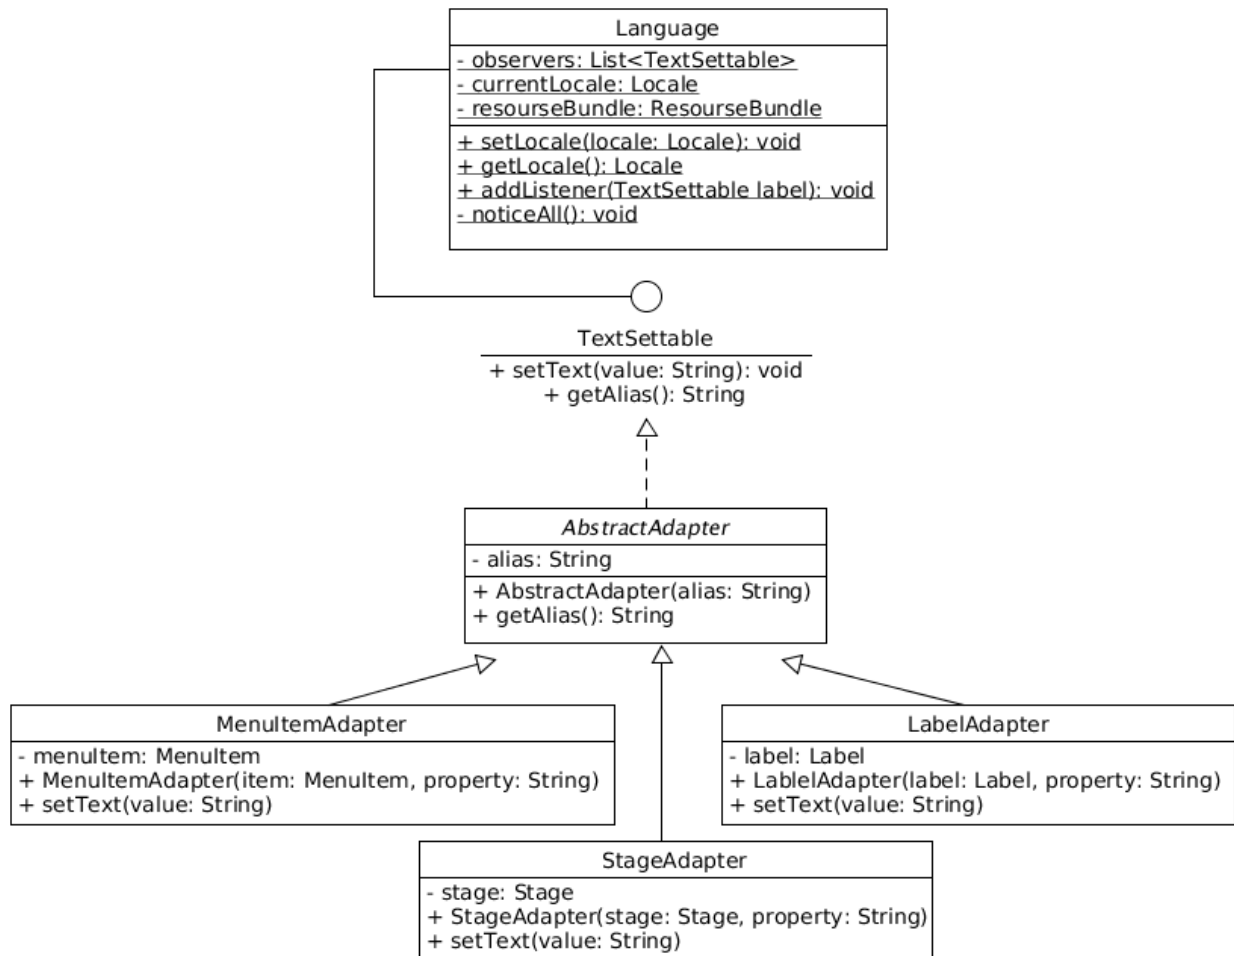 Language
- observers: List<TextSettable>
- currentLocale: Locale
- resourseBundle: ResourseBundle
+ setLocale(locale: Locale): void
+ getLocale(): Locale
+ addListener(TextSettable label): void
- noticeAll(): void
TextSettable
+ setText(value: String): void
+ getAlias(): String
AbstractAdapter
- alias: String
+ AbstractAdapter(alias: String)
+ getAlias(): String
MenuItemAdapter
- menuItem: MenuItem
+ MenuItemAdapter(item: MenuItem, property: String)
+ setText(value: String)
LabelAdapter
- label: Label
+ LablelAdapter(label: Label, property: String)
+ setText(value: String)
StageAdapter
- stage: Stage
+ StageAdapter(stage: Stage, property: String)
+ setText(value: String)